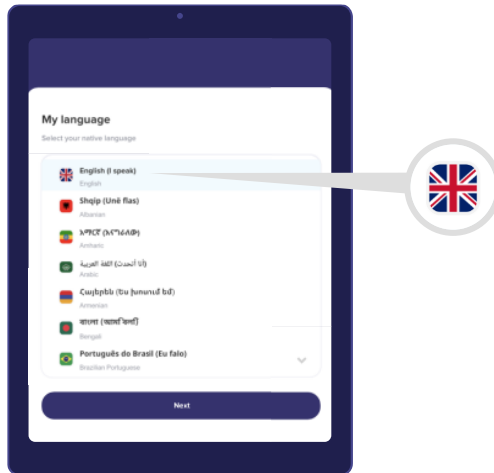 My language
Select your native language
English (I speak)
English
Shqip (Unë flas)
Albanian
አማርኛ
Amharic
(أنا أتحدث) اللغة العربية
Arabic
Հայերեն (Ես խոսում եմ)
Armenian
বাংলা
Bengali
Português do Brasil (Eu falo)
Brazilian Portuguese
Next